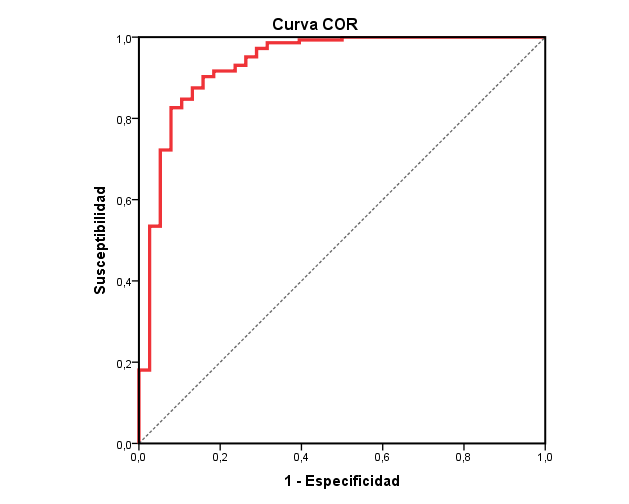 Curva COR
1,0
0,8
0,6
0,4
0,2
0,0
Susceptibilidad
0,0 0,2 0,4 0,6 0,8 1,0
1 - Especificidad